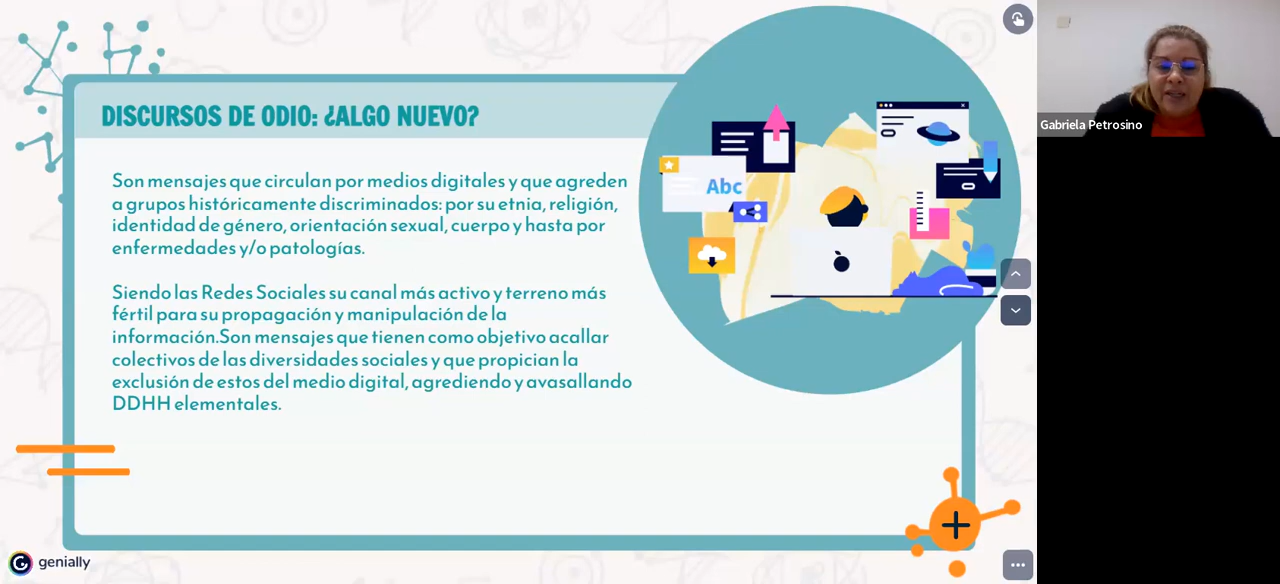 DISCURSOS DE ODIO: ¿ALGO NUEVO?
Son mensajes que circulan por medios digitales y que agreden
a grupos históricamente discriminados: por su etnia, religión,
identidad de género, orientación sexual, cuerpo y hasta por
enfermedades y/o patologías.
Siendo las Redes Sociales su canal más activo y terreno más
fértil para su propagación y manipulación de la
información.Son mensajes que tienen como objetivo acallar
colectivos de las diversidades sociales y que propician la
exclusión de estos del medio digital, agrediendo y avasallando
DDHH elementales.
Abc
Gabriela Petrosino
genially